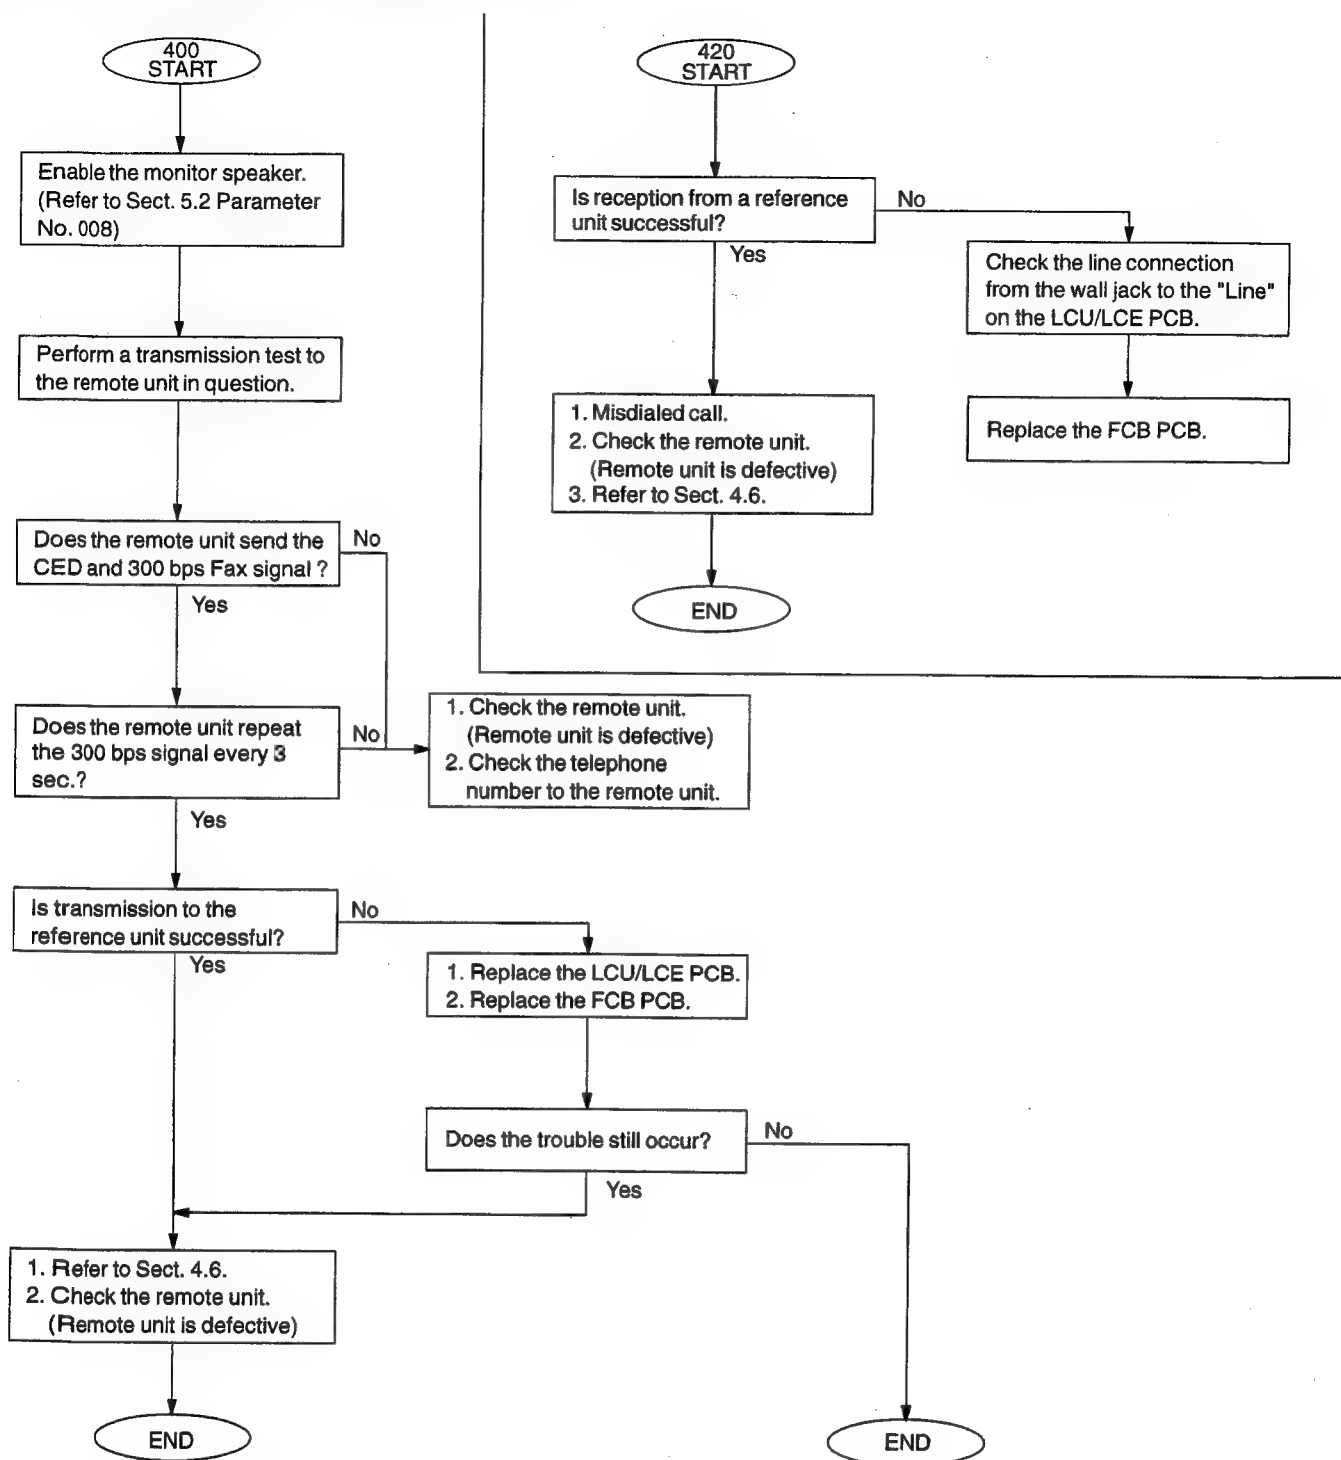 400
START
Enable the monitor speaker.
(Refer to Sect. 5.2 Parameter
No. 008)
Perform a transmission test to
the remote unit in question.
Does the remote unit send the
CED and 300 bps Fax signal ?
No
Yes
Does the remote unit repeat
the 300 bps signal every 3
sec.?
No
Yes
1. Check the remote unit.
(Remote unit is defective)
2. Check the telephone
number to the remote unit.
Is transmission to the
reference unit successful?
No
Yes
1. Replace the LCU/LCE PCB.
2. Replace the FCB PCB.
Does the trouble still occur?
No
Yes
1. Refer to Sect. 4.6.
2. Check the remote unit.
(Remote unit is defective)
END
END
420
START
Is reception from a reference
unit successful?
No
Yes
Check the line connection
from the wall jack to the "Line"
on the LCU/LCE PCB.
Replace the FCB PCB.
1. Misdialed call.
2. Check the remote unit.
(Remote unit is defective)
3. Refer to Sect. 4.6.
END